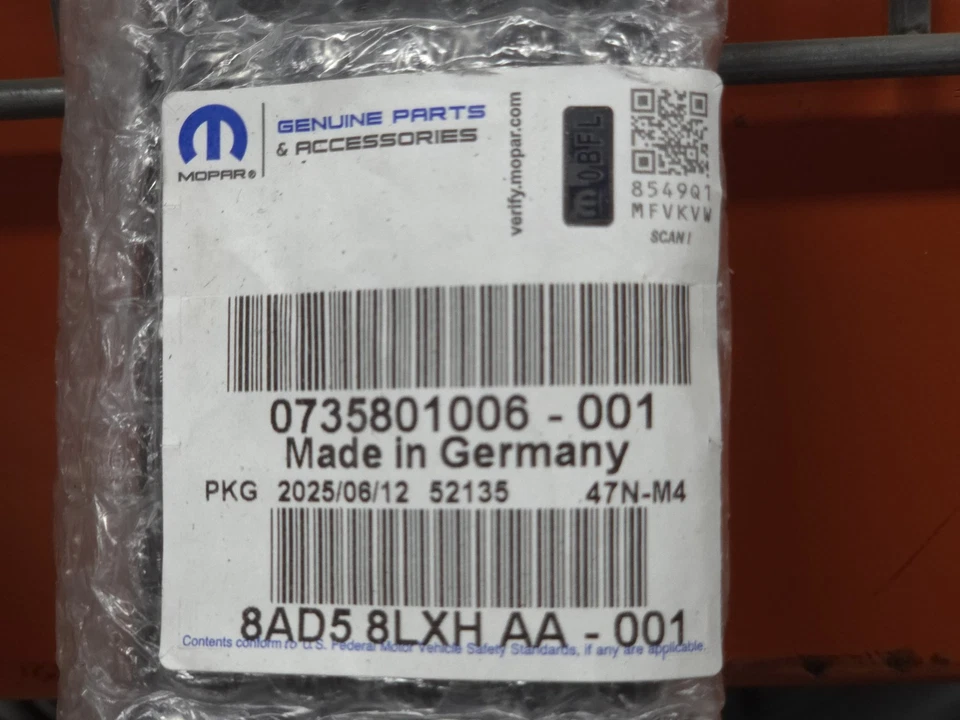 MOPAR®
GENUINE PARTS
& ACCESSORIES
verify.mopar.com
0BFL
8549Q1
MFVKVW
SCAN!
0735801006 - 001
Made in Germany
PKG 2025/06/12 52135 47N-M4
8AD5 8LXH AA - 001
Contents conform to U.S. Federal Motor Vehicle Safety Standards, if any are applicable.